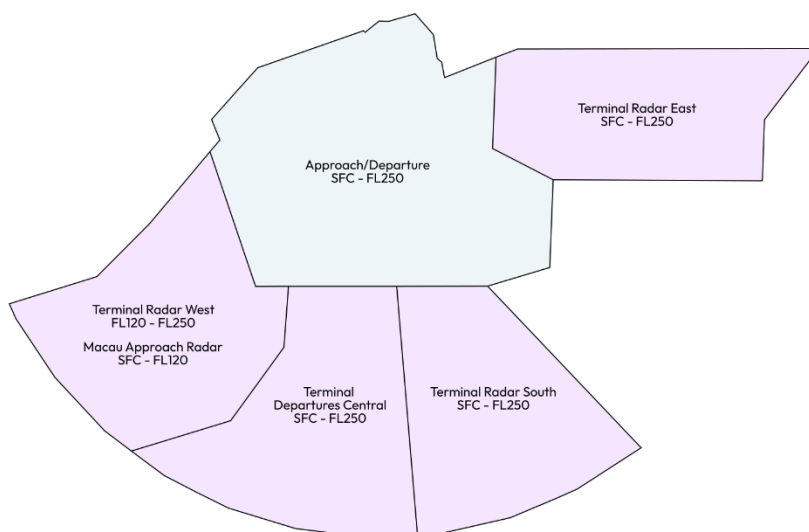 Terminal Radar East
SFC - FL250
Approach/Departure
SFC - FL250
Terminal Radar West
FL120 - FL250
Macau Approach Radar
SFC - FL120
Terminal
Departures Central
SFC - FL250
Terminal Radar South
SFC - FL250